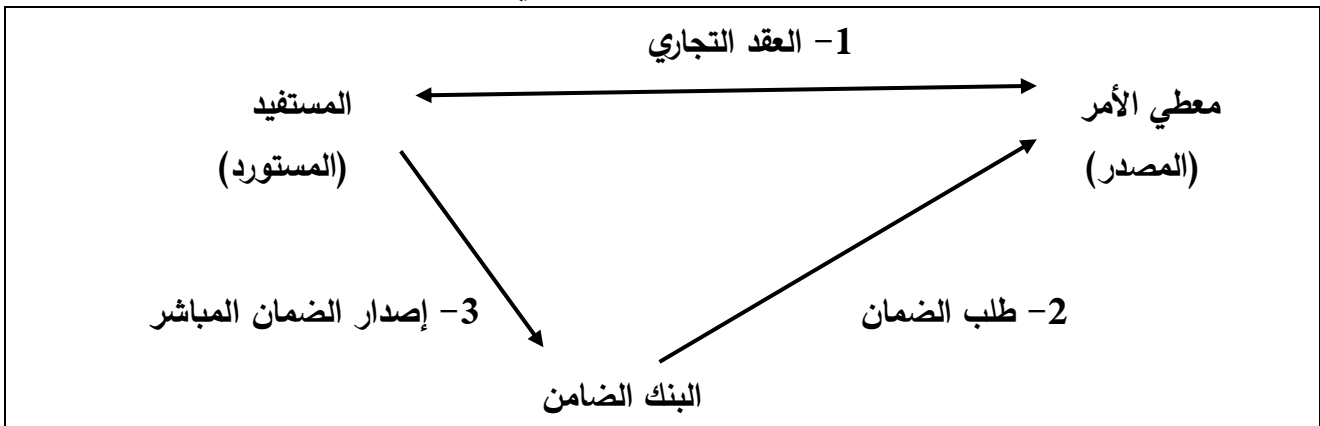 1- العقد التجاري
معطي الأمر
(المصدر)
المستفيد
(المستورد)
2- طلب الضمان
3- إصدار الضمان المباشر
البنك الضامن